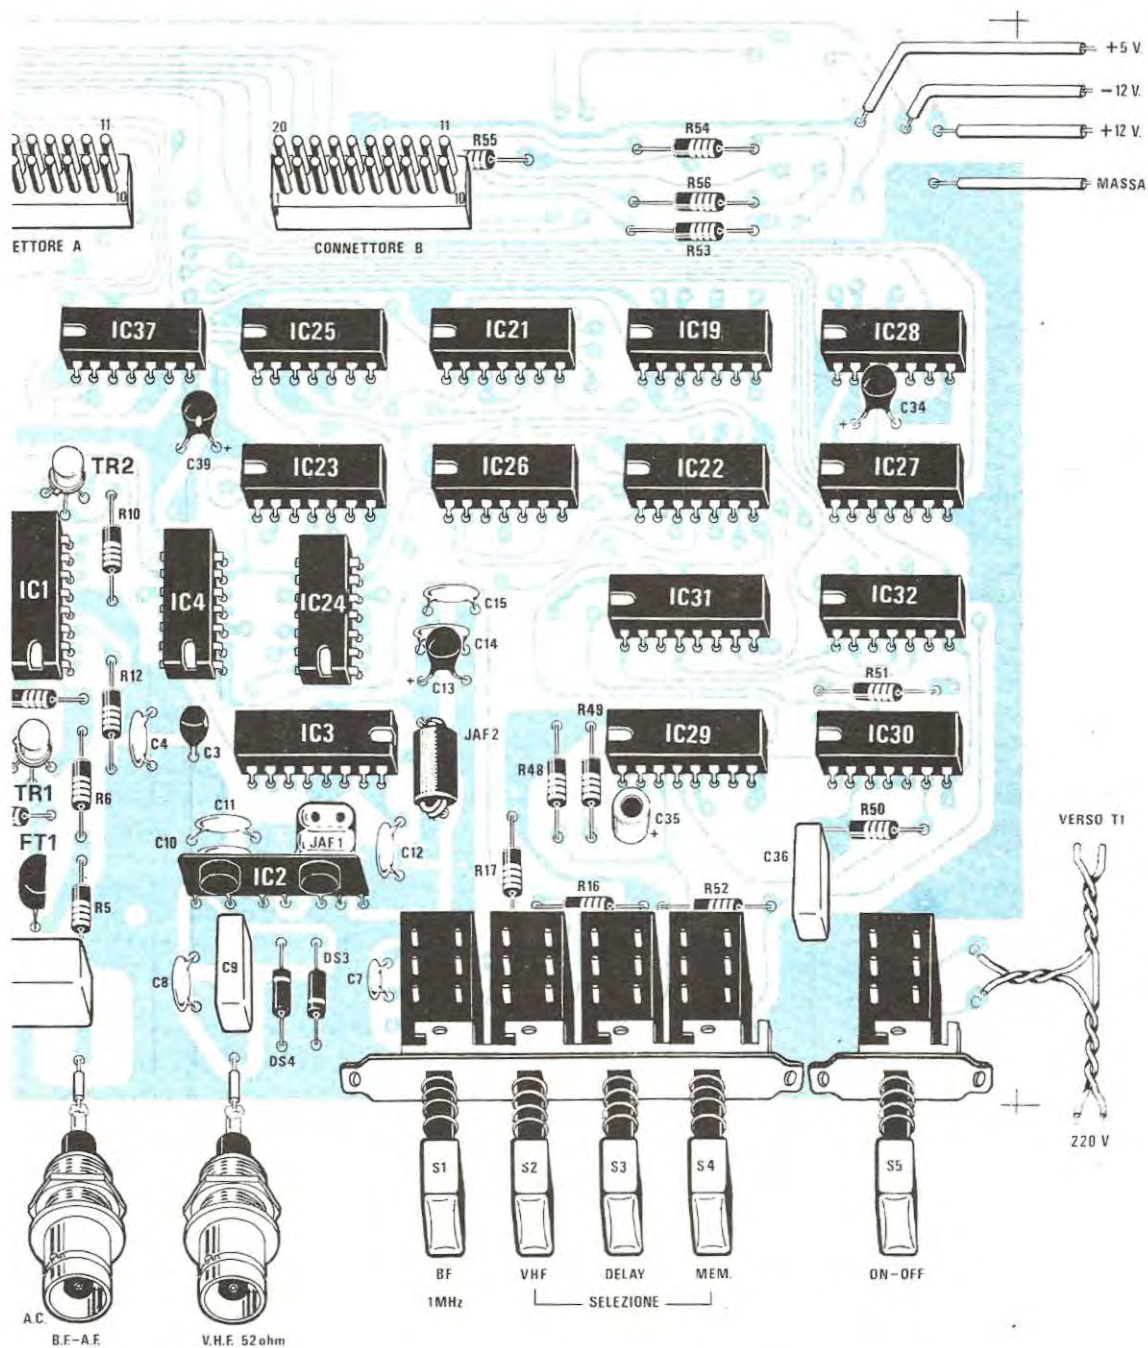 +5 V.
-12 V.
+12 V.
MASSA
11
10
ETTORE A
20
11
1
10
CONNETTORE B
R55
R54
R56
R53
IC37
IC25
IC21
IC19
IC28
C39
+
C34
+
TR2
R10
IC23
IC26
IC22
IC27
IC1
IC4
IC24
C15
C14
C13
+
IC31
IC32
R12
R51
C4
C3
IC3
JAF2
R49
R48
IC29
IC30
TR1
R6
C11
C10
JAF1
C12
C35
+
R50
C36
VERSO T1
FT1
R5
IC2
R17
R16
R52
C8
C9
DS3
DS4
C7
220 V
S1
S2
S3
S4
S5
BF
VHF
DELAY
MEM.
ON-OFF
1MHz
SELEZIONE
A.C.
B.F.-A.F.
V.H.F. 52 ohm